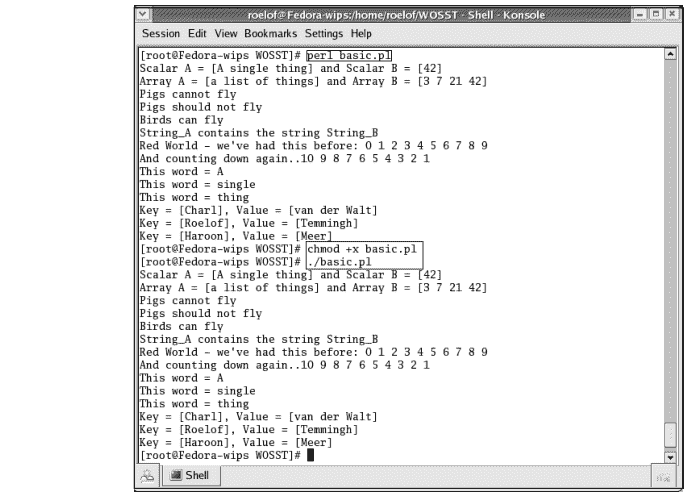 roelof@Fedora-wips:/home/roelof/WOSST - Shell - Konsole
Session Edit View Bookmarks Settings Help
[root@Fedora-wips WOSST]# perl basic.pl
Scalar A = [A single thing] and Scalar B = [42]
Array A = [a list of things] and Array B = [3 7 21 42]
Pigs cannot fly
Pigs should not fly
Birds can fly
String_A contains the string String_B
Red World - we've had this before: 0 1 2 3 4 5 6 7 8 9
And counting down again..10 9 8 7 6 5 4 3 2 1
This word = A
This word = single
This word = thing
Key = [Charl], Value = [van der Walt]
Key = [Roelof], Value = [Temmingh]
Key = [Haroon], Value = [Meer]
[root@Fedora-wips WOSST]# chmod +x basic.pl
[root@Fedora-wips WOSST]# ./basic.pl
Scalar A = [A single thing] and Scalar B = [42]
Array A = [a list of things] and Array B = [3 7 21 42]
Pigs cannot fly
Pigs should not fly
Birds can fly
String_A contains the string String_B
Red World - we've had this before: 0 1 2 3 4 5 6 7 8 9
And counting down again..10 9 8 7 6 5 4 3 2 1
This word = A
This word = single
This word = thing
Key = [Charl], Value = [van der Walt]
Key = [Roelof], Value = [Temmingh]
Key = [Haroon], Value = [Meer]
[root@Fedora-wips WOSST]#
Shell